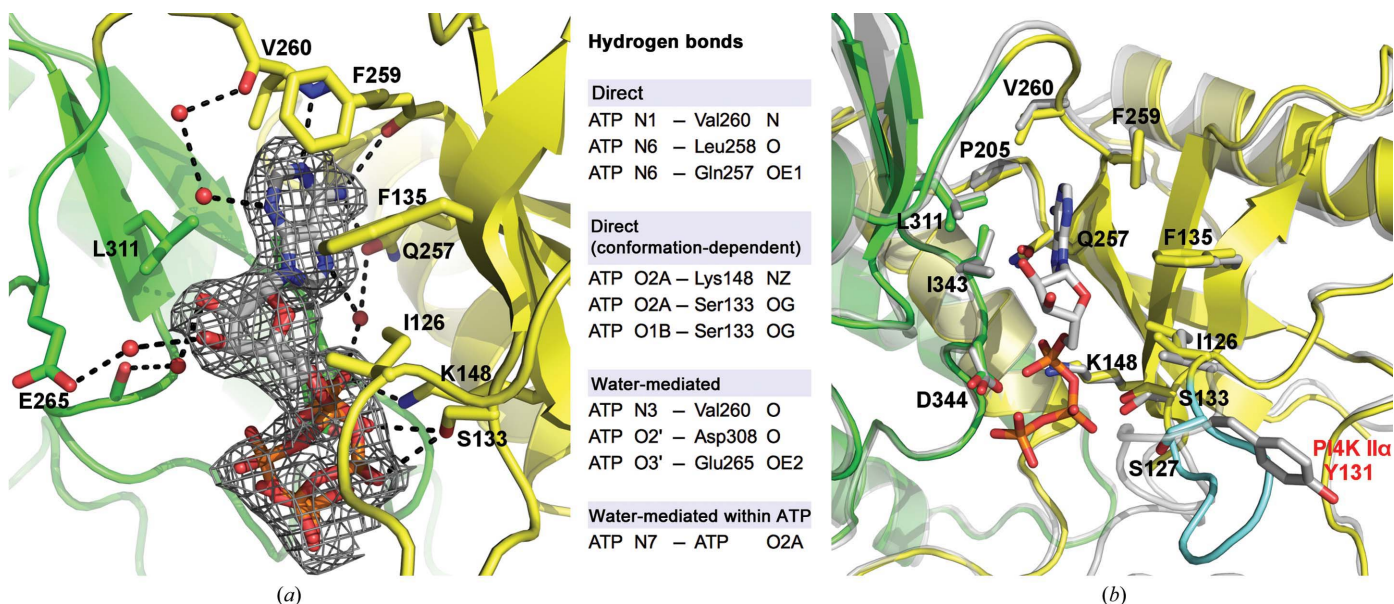 V260
F259
F135
L311
Q257
I126
K148
E265
S133
(a)
Hydrogen bonds
Direct
ATP N1 – Val260 N
ATP N6 – Leu258 O
ATP N6 – Gln257 OE1
Direct
(conformation-dependent)
ATP O2A – Lys148 NZ
ATP O2A – Ser133 OG
ATP O1B – Ser133 OG
Water-mediated
ATP N3 – Val260 O
ATP O2' – Asp308 O
ATP O3' – Glu265 OE2
Water-mediated within ATP
ATP N7 – ATP O2A
V260
F259
P205
L311
Q257
F135
I343
I126
K148
D344
S133
S127
PI4K IIα
Y131
(b)